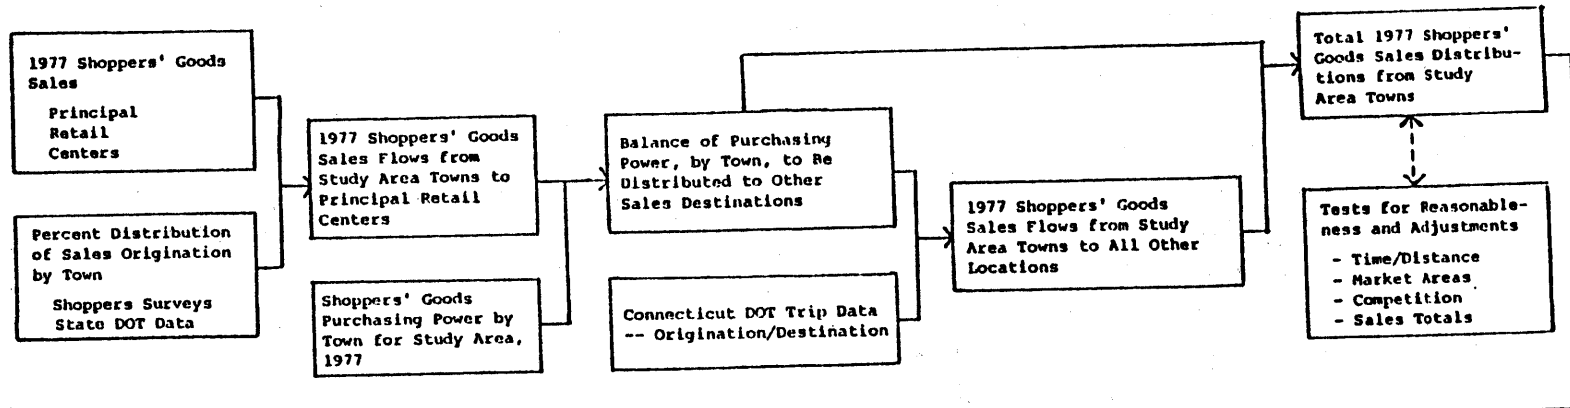 1977 Shoppers' Goods
Sales
Principal
Retail
Centers
Percent Distribution
of Sales Origination
by Town
Shoppers Surveys
State DOT Data
1977 Shoppers' Goods
Sales Flows from
Study Area Towns to
Principal Retail
Centers
Shoppers' Goods
Purchasing Power by
Town for Study Area,
1977
Balance of Purchasing
Power, by Town, to Be
Distributed to Other
Sales Destinations
Connecticut DOT Trip Data
-- Origination/Destination
1977 Shoppers' Goods
Sales Flows from Study
Area Towns to All Other
Locations
Total 1977 Shoppers'
Goods Sales Distribu-
tions from Study
Area Towns
Tests for Reasonable-
ness and Adjustments
- Time/Distance
- Market Areas
- Competition
- Sales Totals